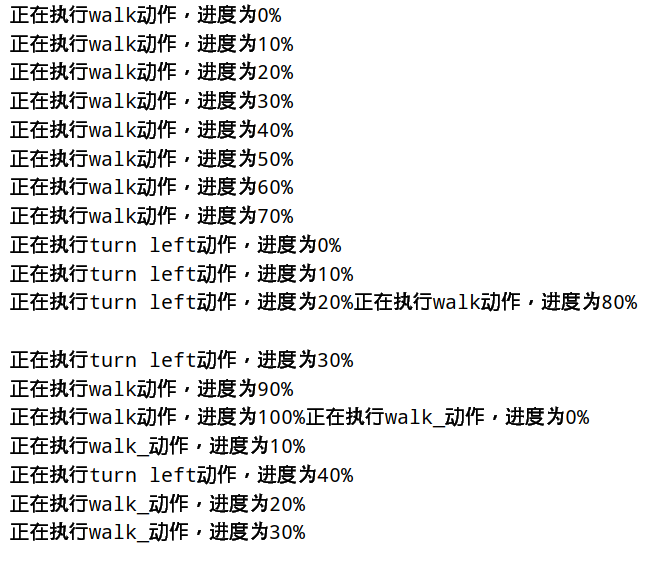 正在执行walk动作，进度为0%
正在执行walk动作，进度为10%
正在执行walk动作，进度为20%
正在执行walk动作，进度为30%
正在执行walk动作，进度为40%
正在执行walk动作，进度为50%
正在执行walk动作，进度为60%
正在执行walk动作，进度为70%
正在执行turn left动作，进度为0%
正在执行turn left动作，进度为10%
正在执行turn left动作，进度为20%正在执行walk动作，进度为80%
正在执行turn left动作，进度为30%
正在执行walk动作，进度为90%
正在执行walk动作，进度为100%正在执行walk_动作，进度为0%
正在执行walk_动作，进度为10%
正在执行turn left动作，进度为40%
正在执行walk_动作，进度为20%
正在执行walk_动作，进度为30%